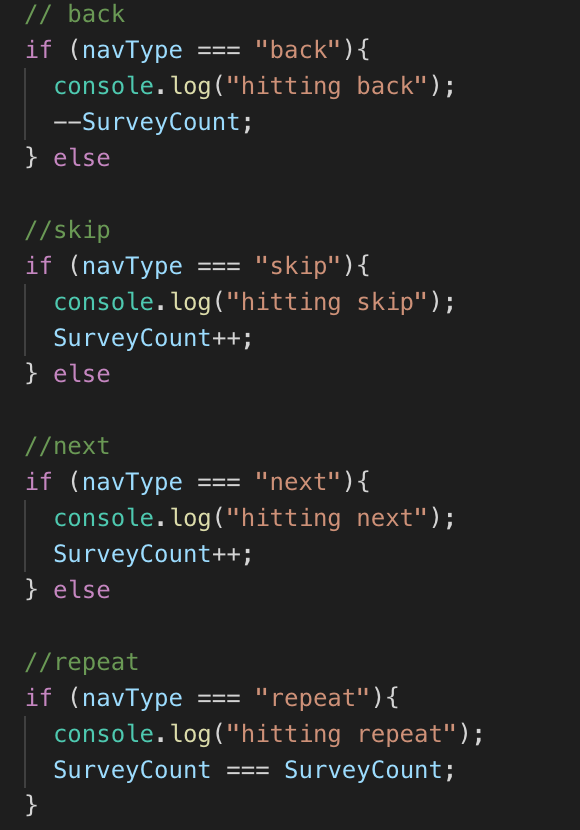 // back
if (navType === "back"){
  console.log("hitting back");
  --SurveyCount;
} else

//skip
if (navType === "skip"){
  console.log("hitting skip");
  SurveyCount++;
} else

//next
if (navType === "next"){
  console.log("hitting next");
  SurveyCount++;
} else

//repeat
if (navType === "repeat"){
  console.log("hitting repeat");
  SurveyCount === SurveyCount;
}